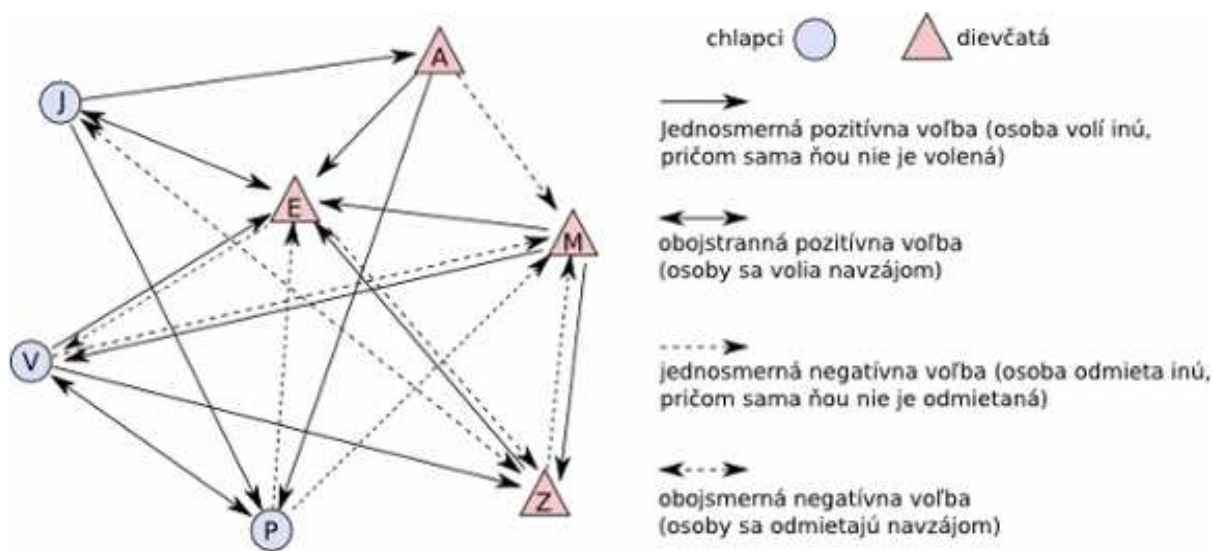 chlapci
dievčatá
A
J
E
M
V
Z
P
Jednosmerná pozitívna voľba (osoba volí inú,
pričom sama ňou nie je volená)
obojstranná pozitívna voľba
(osoby sa volia navzájom)
jednosmerná negatívna voľba (osoba odmieta inú,
pričom sama ňou nie je odmietaná)
obojsmerná negatívna voľba
(osoby sa odmietajú navzájom)